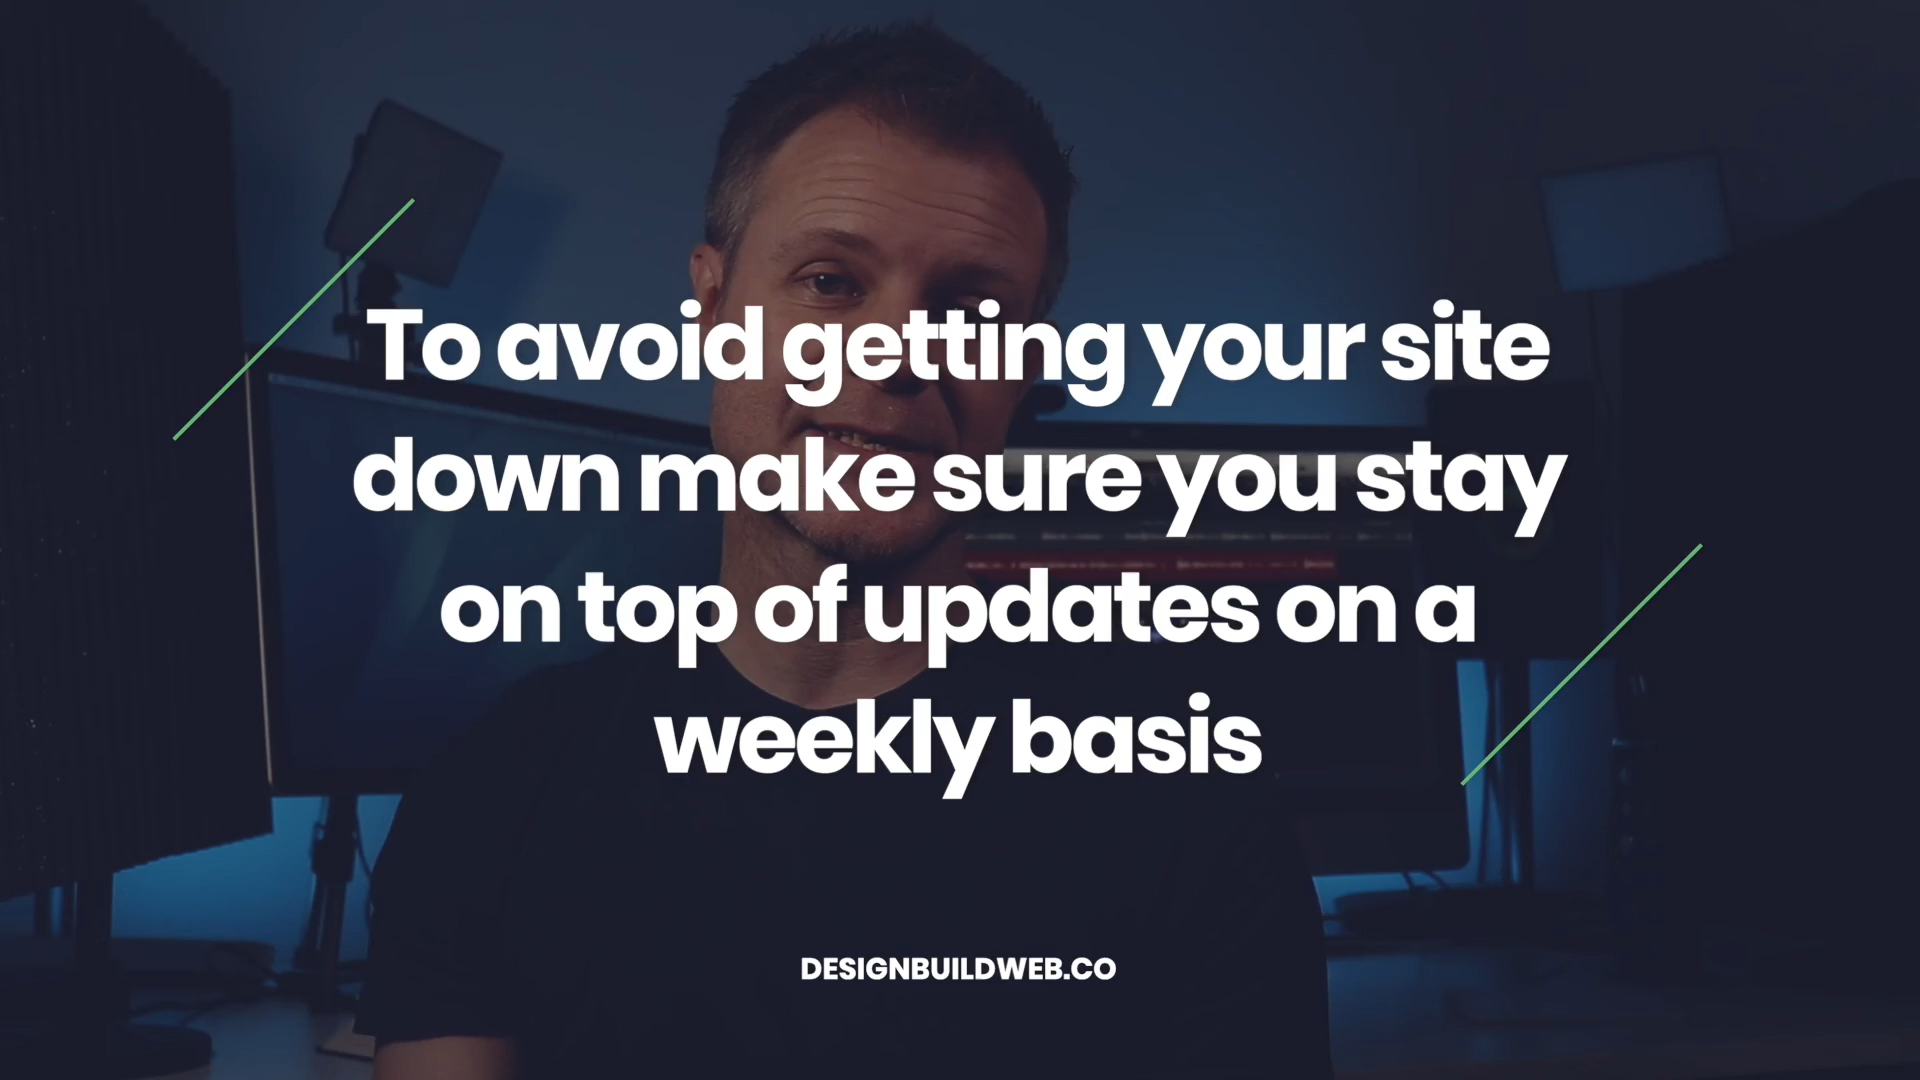 To avoid getting your site
down make sure you stay
on top of updates on a
weekly basis
DESIGNBUILDWEB.CO